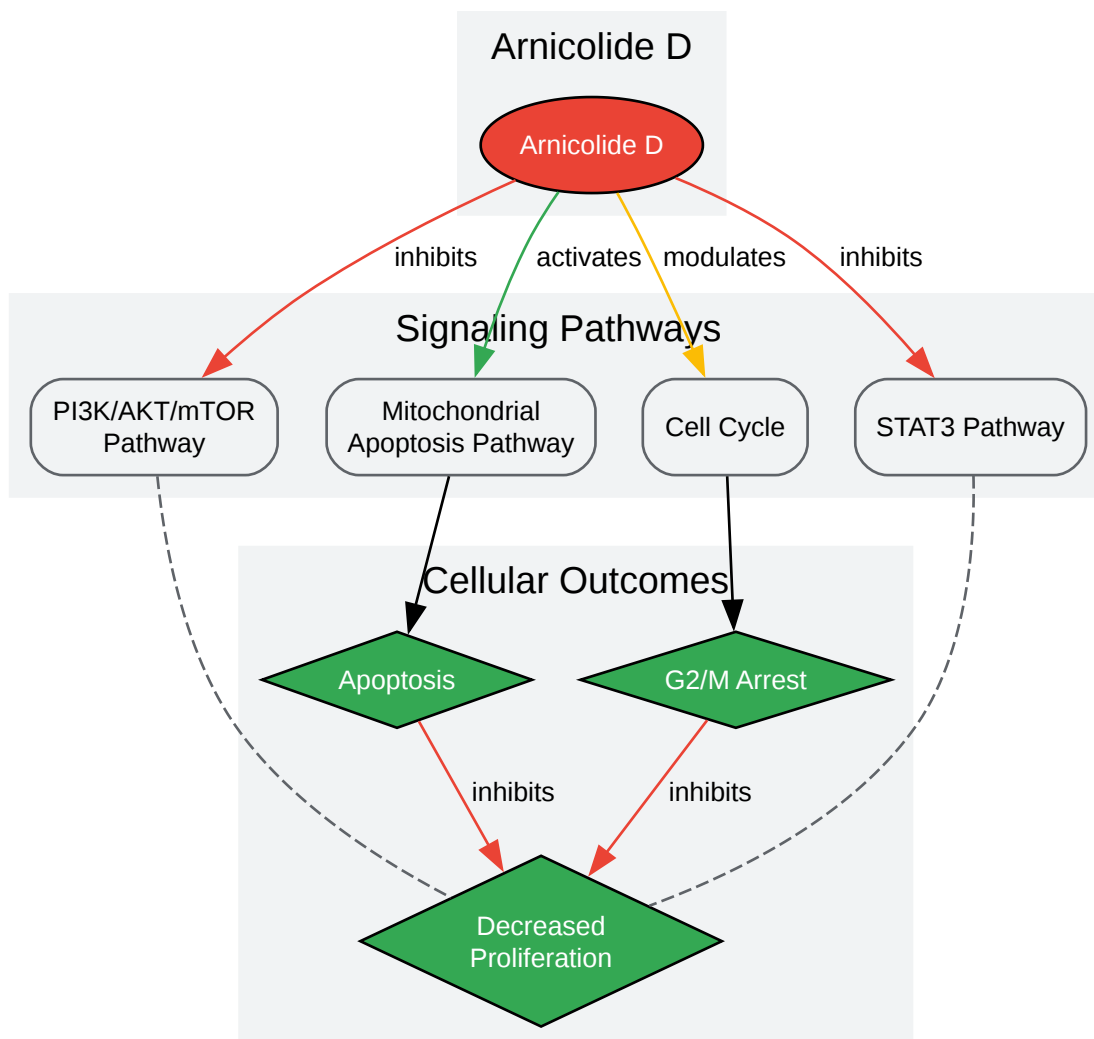 Arnicolide D
Arnicolide D
inhibits
activates
modulates
inhibits
Signaling Pathways
PI3K/AKT/mTOR
Pathway
Mitochondrial
Apoptosis Pathway
Cell Cycle
STAT3 Pathway
Cellular Outcomes
Apoptosis
G2/M Arrest
inhibits
inhibits
Decreased
Proliferation